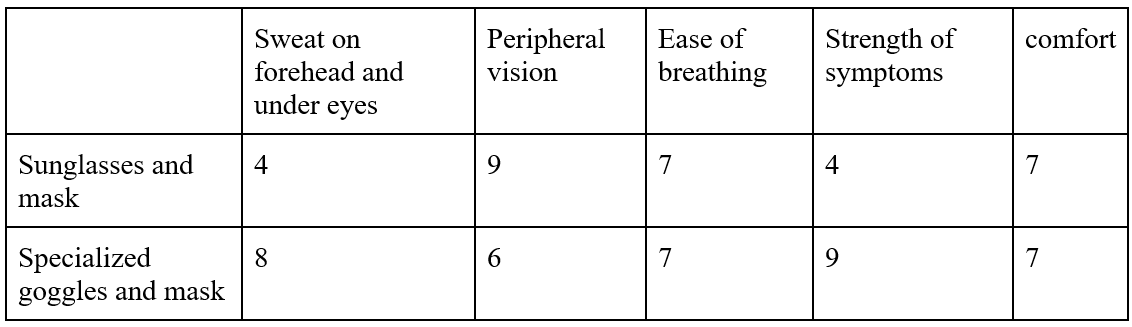 Sweat on
forehead and
under eyes
Peripheral
vision
Ease of
breathing
Strength of
symptoms
comfort
Sunglasses and
mask
4
9
7
4
7
Specialized
goggles and mask
8
6
7
9
7